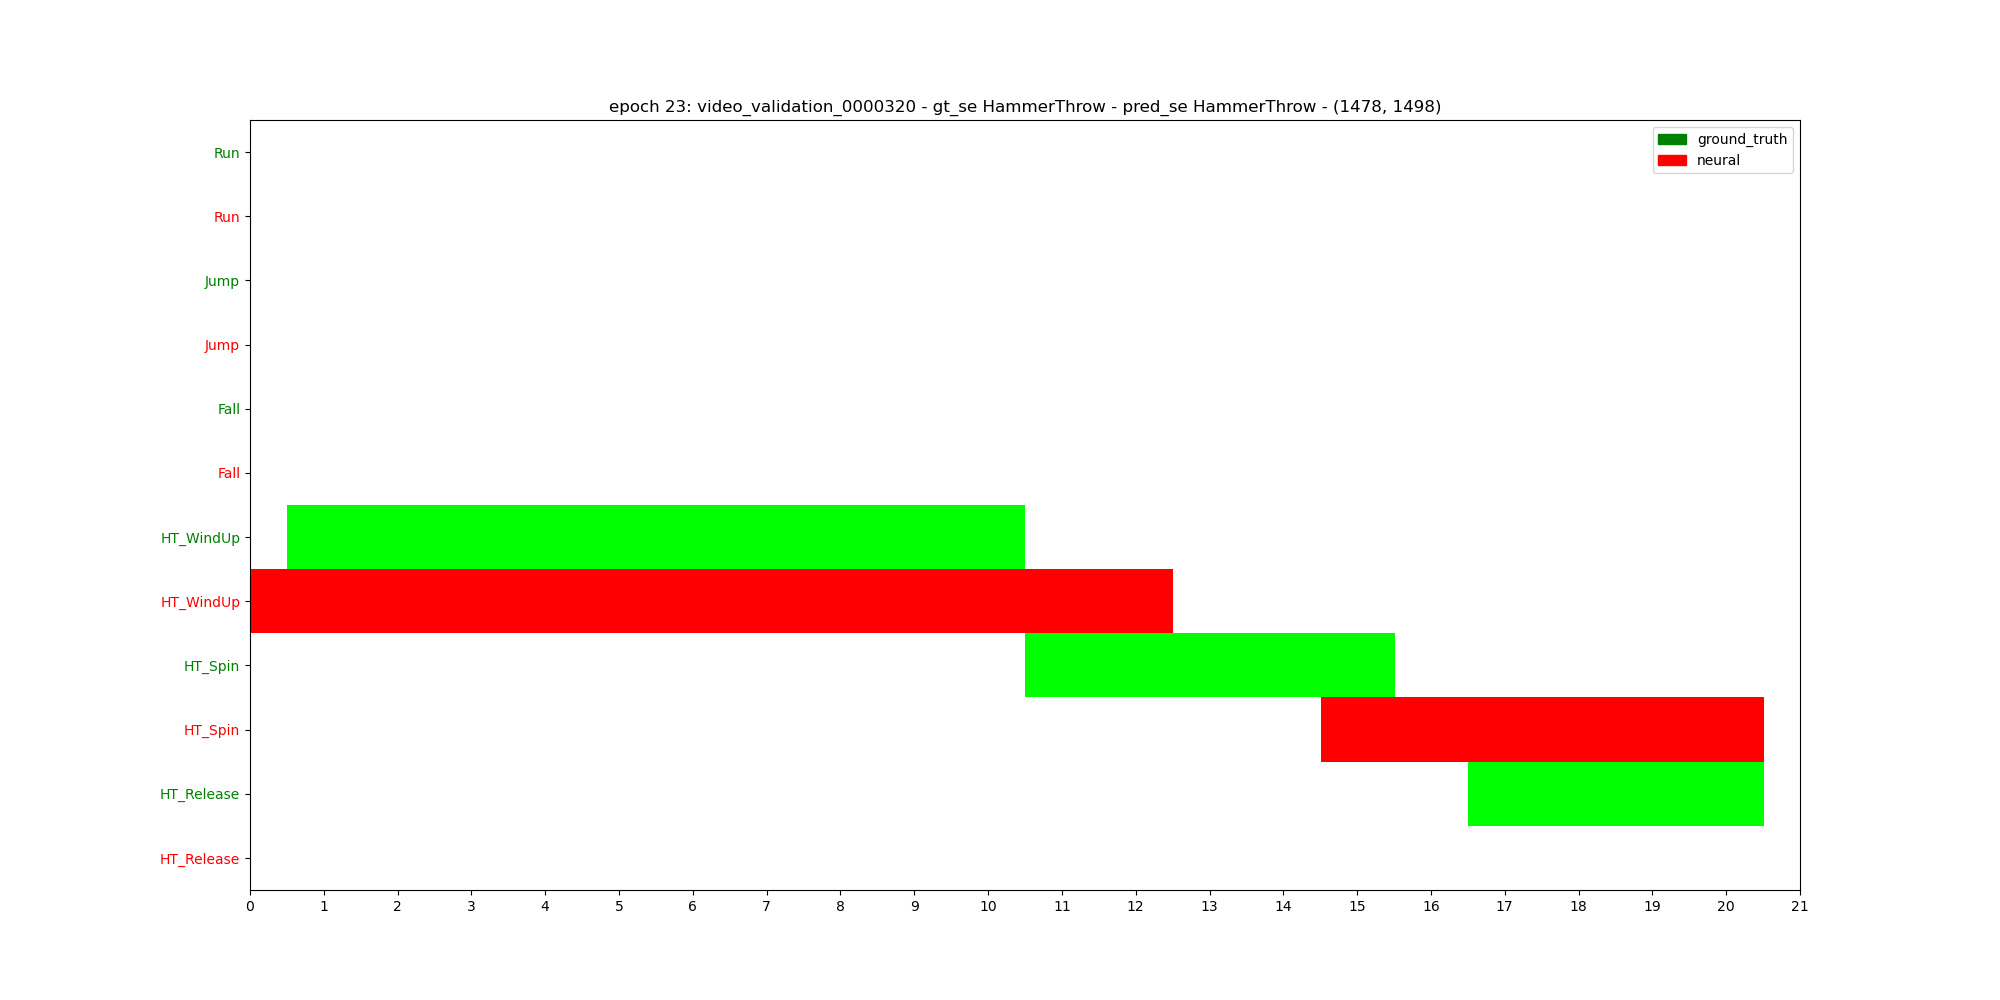 epoch 23: video_validation_0000320 - gt_se HammerThrow - pred_se HammerThrow - (1478, 1498)
ground_truth
neural
Run
Run
Jump
Jump
Fall
Fall
HT_WindUp
HT_WindUp
HT_Spin
HT_Spin
HT_Release
HT_Release
0 1 2 3 4 5 6 7 8 9 10 11 12 13 14 15 16 17 18 19 20 21